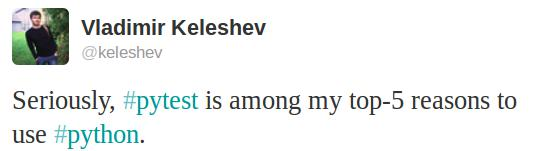 Vladimir Keleshev
@keleshev
Seriously, #pytest is among my top-5 reasons to
use #python.